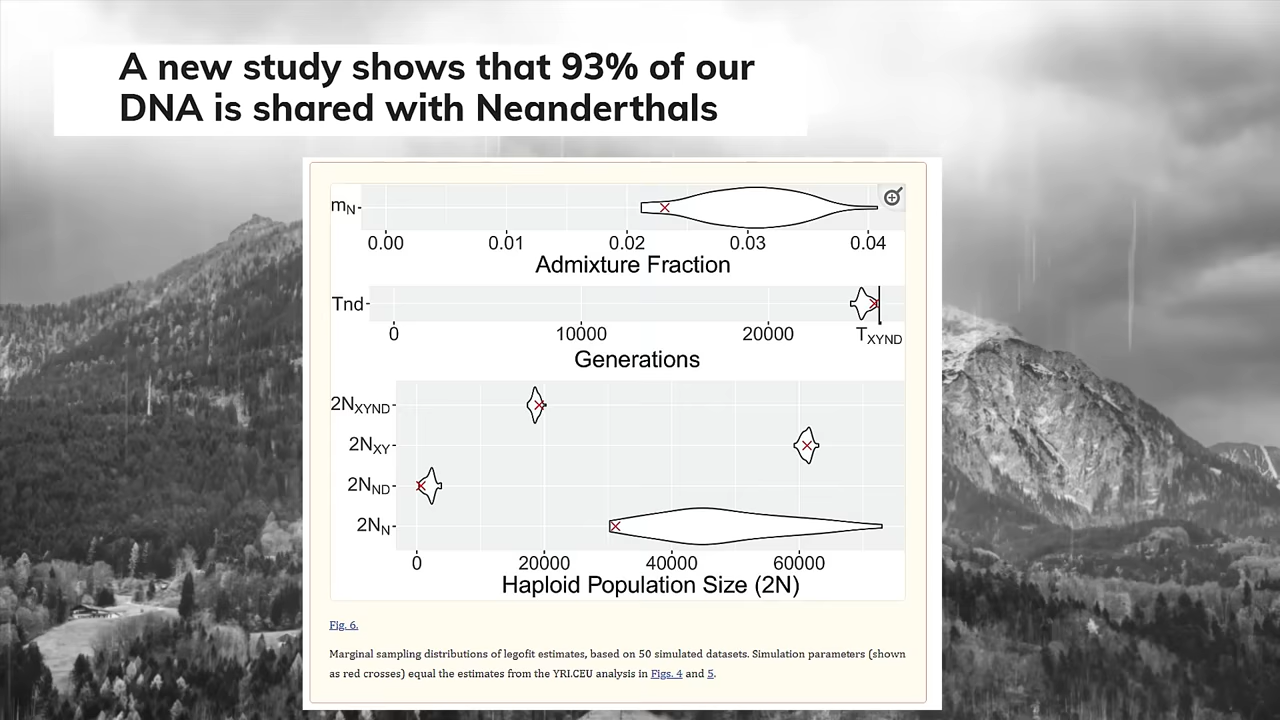 A new study shows that 93% of our
DNA is shared with Neanderthals
mN
0.00 0.01 0.02 0.03 0.04
Admixture Fraction
Tnd
0 10000 20000 TXYND
Generations
2NXYND
2NXY
2NND
2NN
0 20000 40000 60000
Haploid Population Size (2N)
Fig. 6.
Marginal sampling distributions of legofit estimates, based on 50 simulated datasets. Simulation parameters (shown
as red crosses) equal the estimates from the YRI.CEU analysis in Figs. 4 and 5.